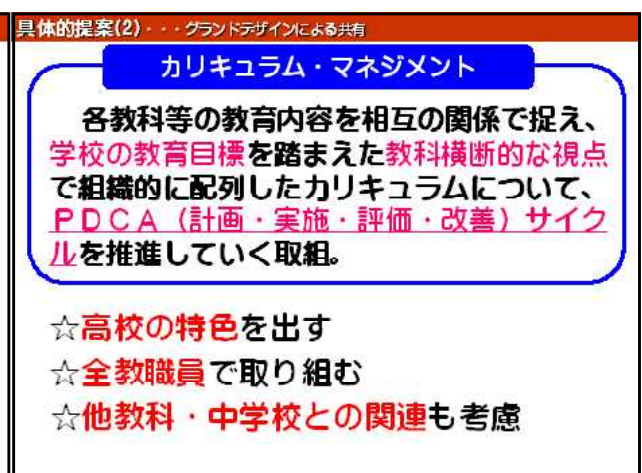 具体的提案(2)・・・グランドデザインによる共有
カリキュラム・マネジメント
各教科等の教育内容を相互の関係で捉え、
学校の教育目標を踏まえた教科横断的な視点
で組織的に配列したカリキュラムについて、
PDCA（計画・実施・評価・改善）サイク
ルを推進していく取組。
☆高校の特色を出す
☆全教職員で取り組む
☆他教科・中学校との関連も考慮